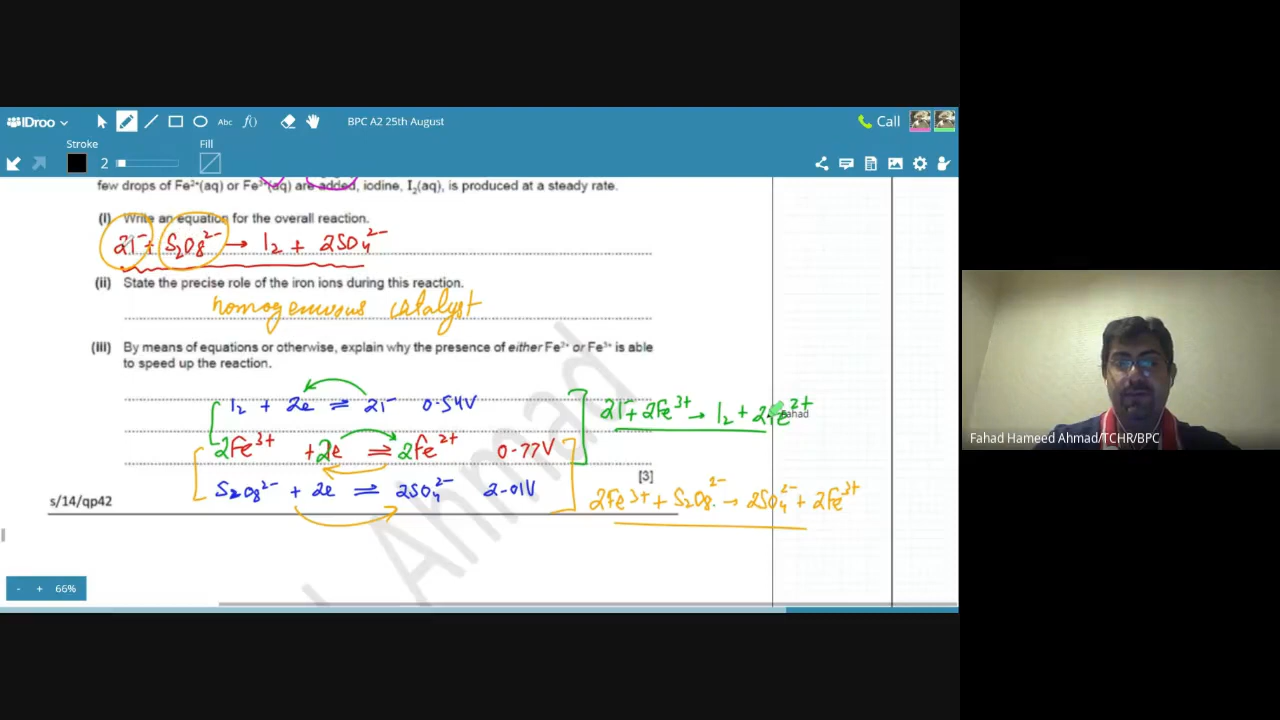 IDroo
Abc
f()
BPC A2 25th August
Call
Stroke
Fill
2
few drops of Fe²⁺(aq) or Fe³⁺(aq) are added, iodine, I₂(aq), is produced at a steady rate.
(i) Write an equation for the overall reaction.
2I⁻ + S₂O₈²⁻ → I₂ + 2SO₄²⁻
(ii) State the precise role of the iron ions during this reaction.
homogenuous catalyst
(iii) By means of equations or otherwise, explain why the presence of either Fe²⁺ or Fe³⁺ is able
to speed up the reaction.
I₂ + 2e ⇌ 2I⁻ 0.54V
2I⁻ + 2Fe³⁺ → I₂ + 2Fe²⁺
Fahad
2Fe³⁺ + 2e ⇌ 2Fe²⁺ 0.77V
[3]
S₂O₈²⁻ + 2e ⇌ 2SO₄²⁻ 2.01V
2Fe³⁺ + S₂O₈²⁻ → 2SO₄²⁻ + 2Fe³⁺
s/14/qp42
Ahmad
- + 66%
Fahad Hameed Ahmad/TCHR/BPC